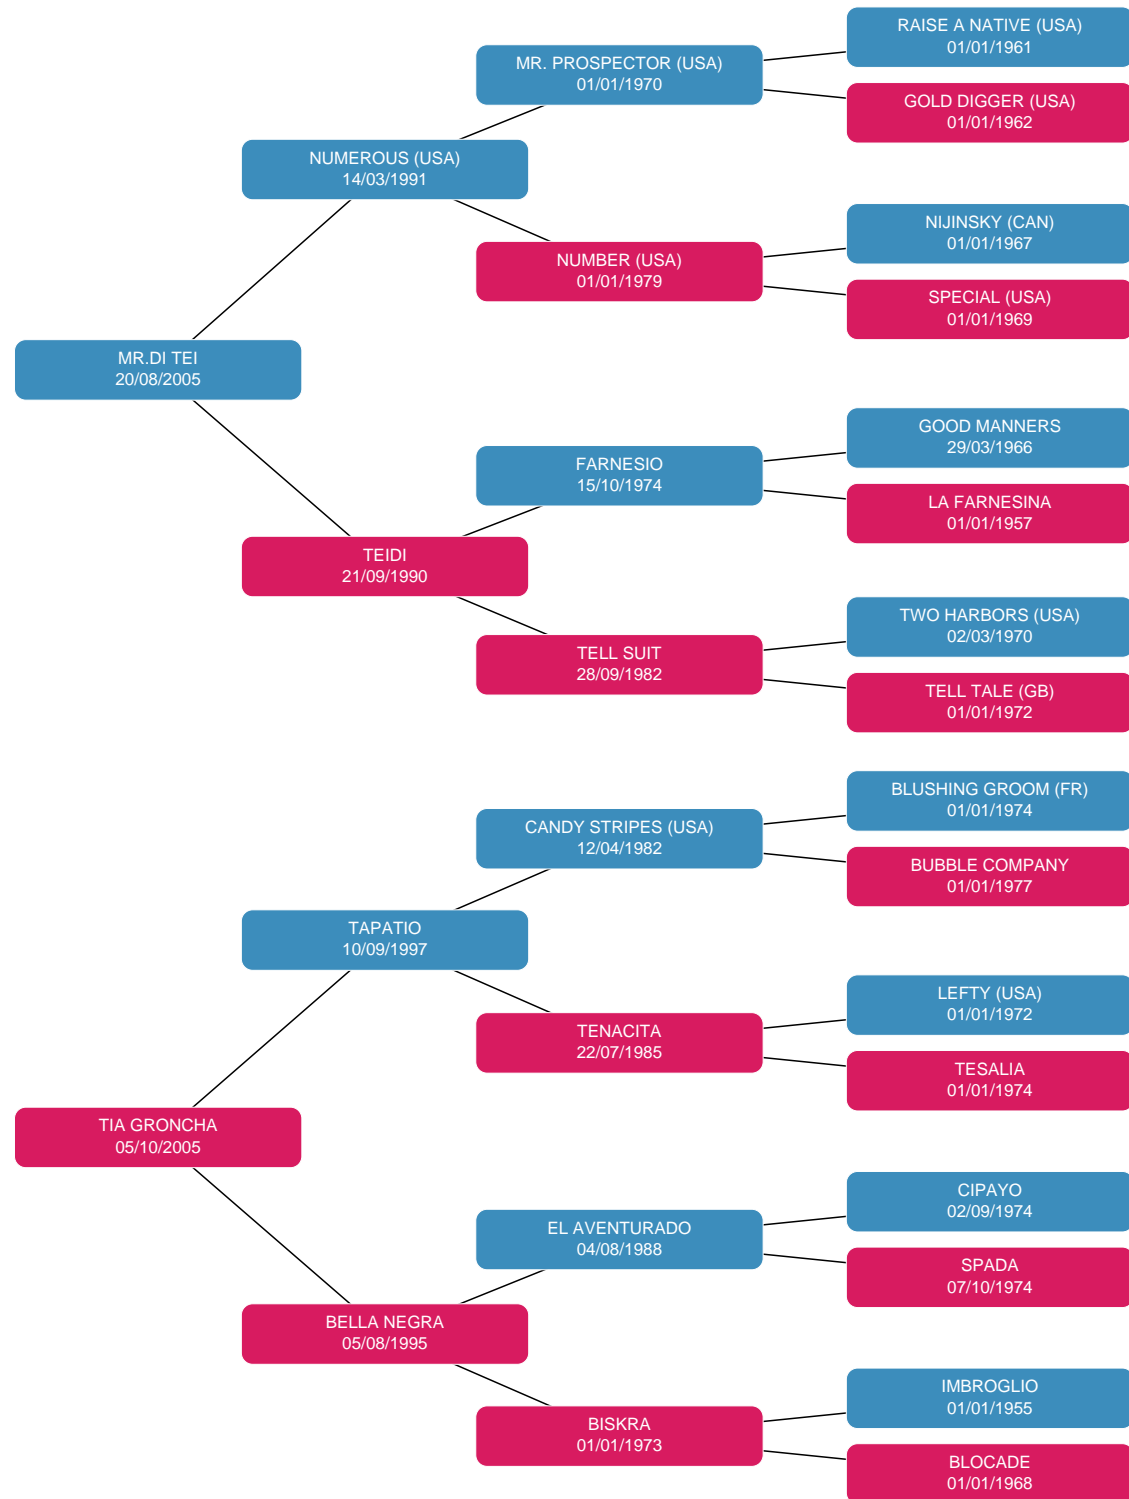 RAISE A NATIVE (USA)
01/01/1961
MR. PROSPECTOR (USA)
01/01/1970
GOLD DIGGER (USA)
01/01/1962
NUMEROUS (USA)
14/03/1991
NIJINSKY (CAN)
01/01/1967
NUMBER (USA)
01/01/1979
SPECIAL (USA)
01/01/1969
MR.DI TEI
20/08/2005
GOOD MANNERS
29/03/1966
FARNESIO
15/10/1974
LA FARNESINA
01/01/1957
TEIDI
21/09/1990
TWO HARBORS (USA)
02/03/1970
TELL SUIT
28/09/1982
TELL TALE (GB)
01/01/1972
BLUSHING GROOM (FR)
01/01/1974
CANDY STRIPES (USA)
12/04/1982
BUBBLE COMPANY
01/01/1977
TAPATIO
10/09/1997
LEFTY (USA)
01/01/1972
TENACITA
22/07/1985
TESALIA
01/01/1974
TIA GRONCHA
05/10/2005
CIPAYO
02/09/1974
EL AVENTURADO
04/08/1988
SPADA
07/10/1974
BELLA NEGRA
05/08/1995
IMBROGLIO
01/01/1955
BISKRA
01/01/1973
BLOCADE
01/01/1968